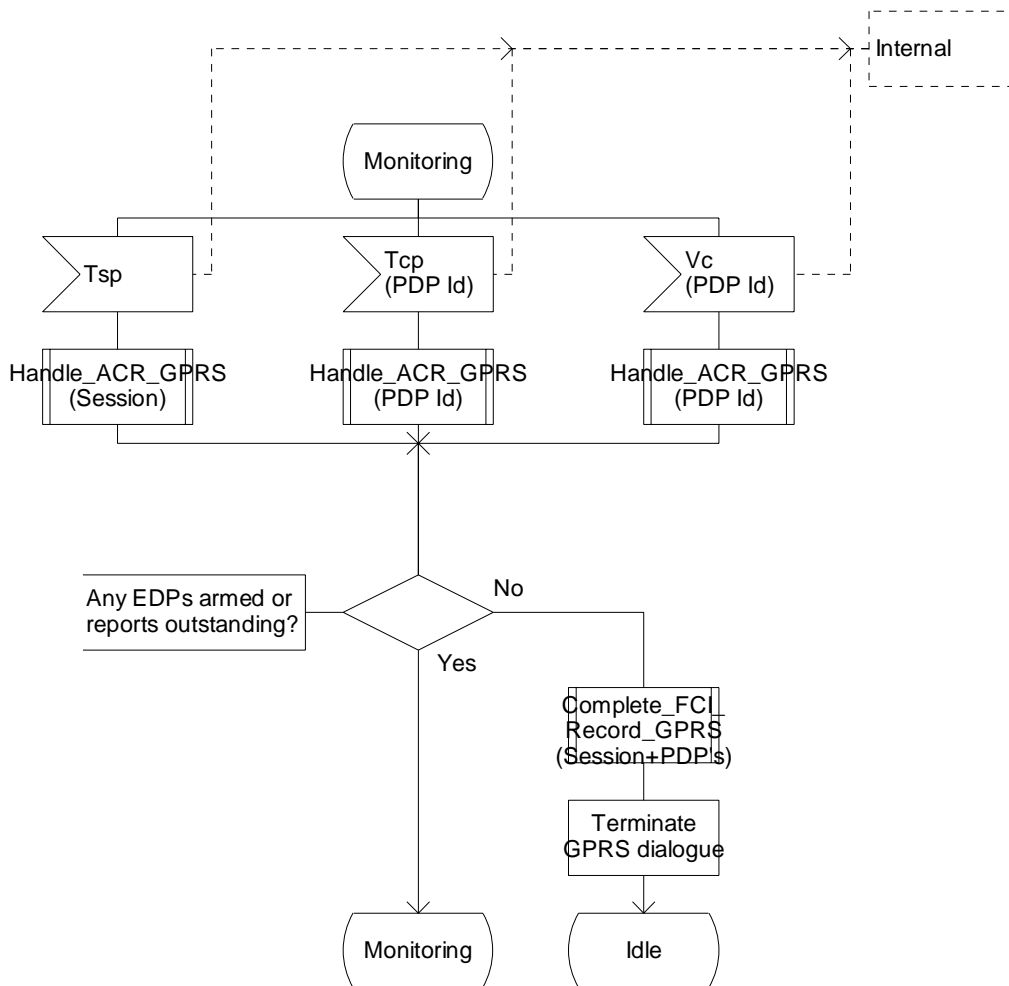 Internal
Monitoring
Tsp
Tcp
(PDP Id)
Vc
(PDP Id)
Handle_ACR_GPRS
(Session)
Handle_ACR_GPRS
(PDP Id)
Handle_ACR_GPRS
(PDP Id)
Any EDPs armed or
reports outstanding?
No
Yes
Complete_FCI_
Record_GPRS
(Session+PDP's)
Terminate
GPRS dialogue
Monitoring
Idle